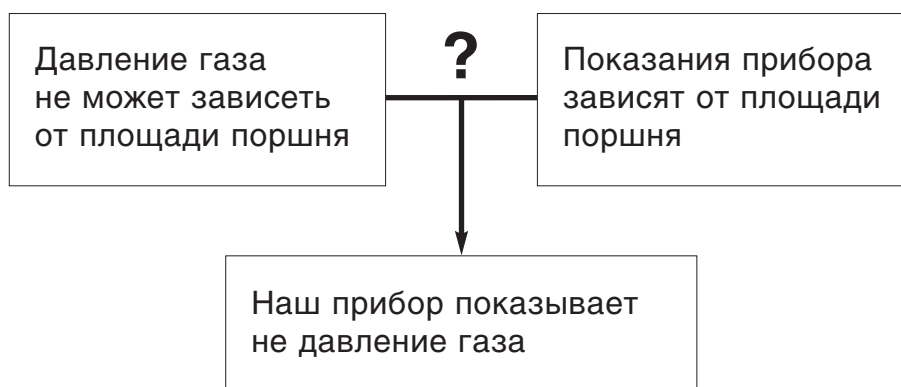 Давление газа
не может зависеть
от площади поршня
?
Показания прибора
зависят от площади
поршня
Наш прибор показывает
не давление газа